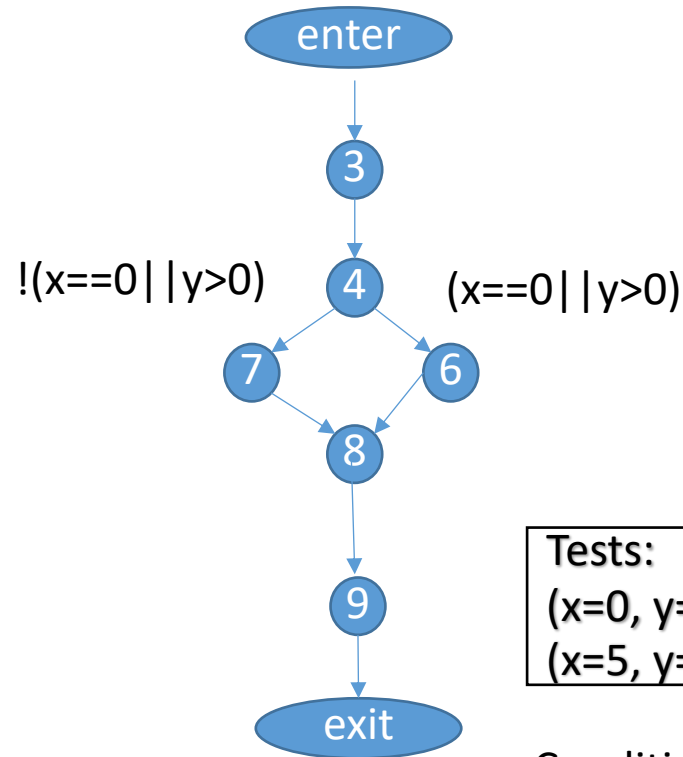 enter
3
!(x==0||y>0)
4
(x==0||y>0)
7
6
8
Tests:
9
(x=0, y=
(x=5, y=
exit